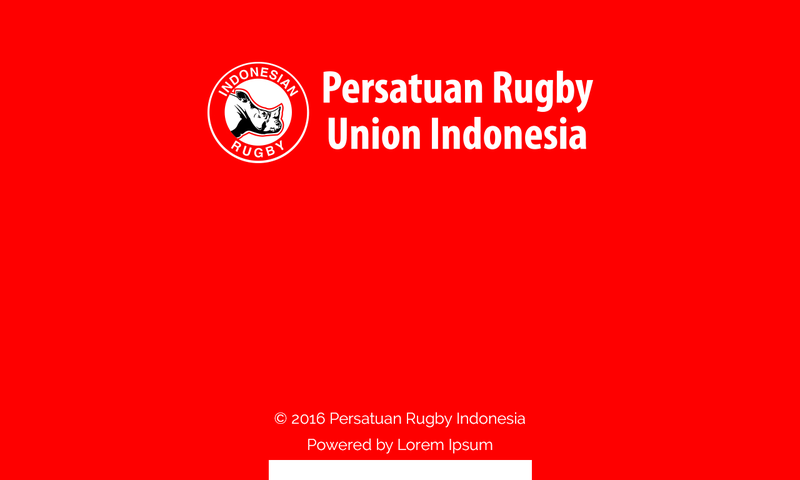 INDONESIAN
RUGBY
Persatuan Rugby
Union Indonesia
© 2016 Persatuan Rugby Indonesia
Powered by Lorem Ipsum